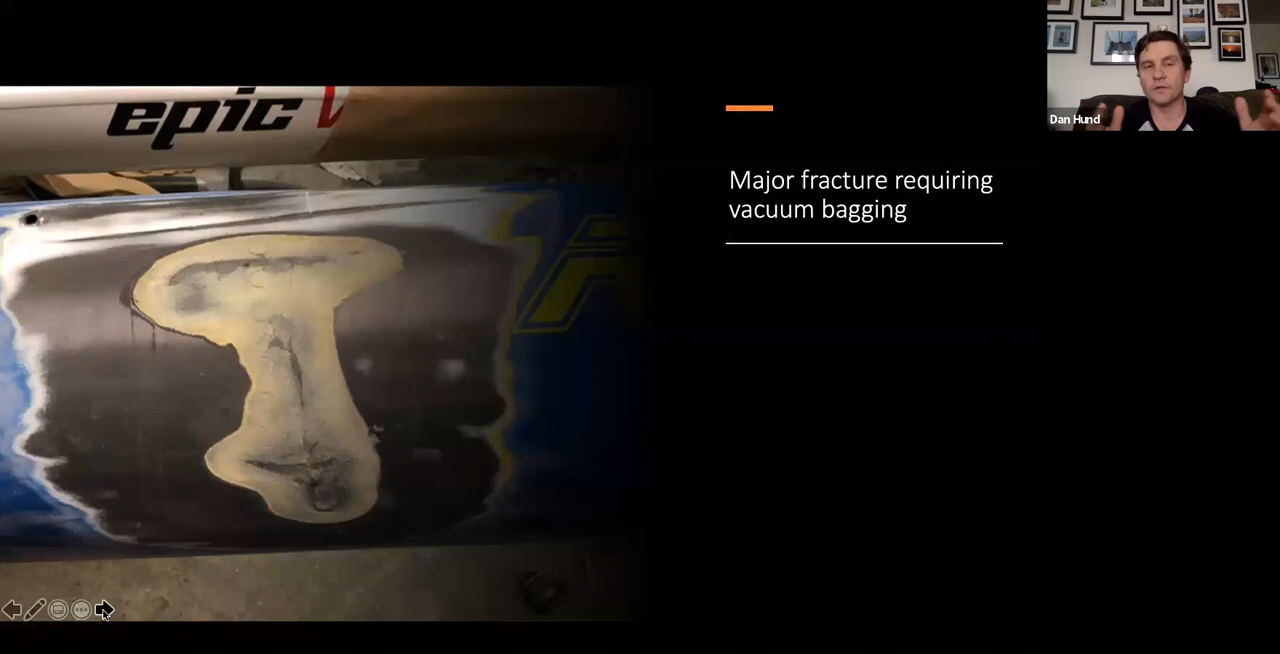 epic V
Major fracture requiring
vacuum bagging
Dan Hund